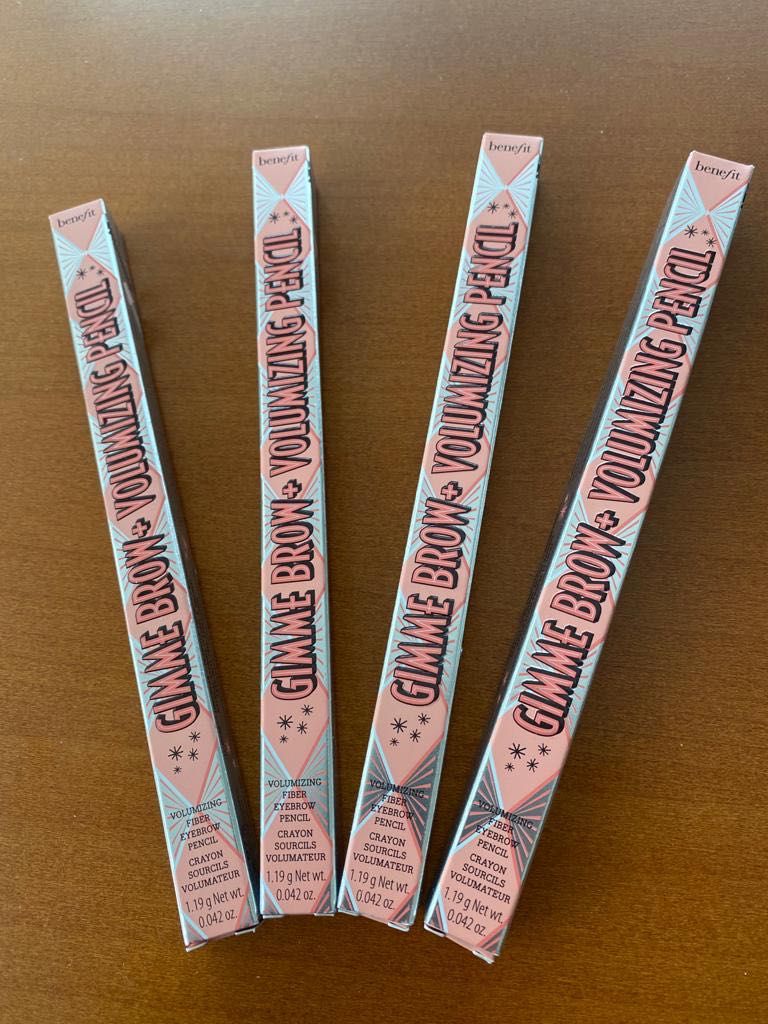 benefit
GIMME BROW+ VOLUMIZING PENCIL
VOLUMIZING
FIBER
EYEBROW
PENCIL
CRAYON
SOURCILS
VOLUMATEUR
1.19 g Net wt.
0.042 oz.
benefit
GIMME BROW+ VOLUMIZING PENCIL
VOLUMIZING
FIBER
EYEBROW
PENCIL
CRAYON
SOURCILS
VOLUMATEUR
1.19 g Net wt.
0.042 oz.
benefit
GIMME BROW+ VOLUMIZING PENCIL
VOLUMIZING
FIBER
EYEBROW
PENCIL
CRAYON
SOURCILS
VOLUMATEUR
1.19 g Net wt.
0.042 oz.
benefit
GIMME BROW+ VOLUMIZING PENCIL
VOLUMIZING
FIBER
EYEBROW
PENCIL
CRAYON
SOURCILS
VOLUMATEUR
1.19 g Net wt.
0.042 oz.